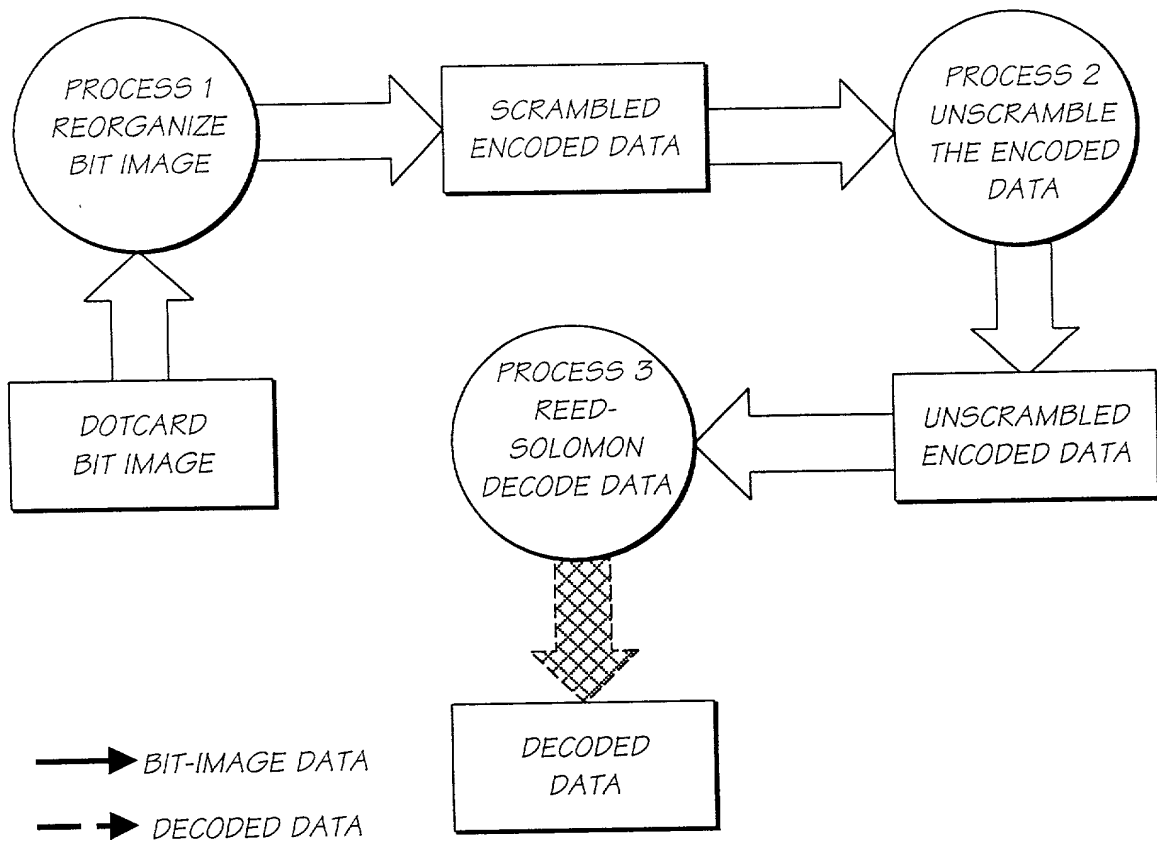 PROCESS 1
REORGANIZE
BIT IMAGE
SCRAMBLED
ENCODED DATA
PROCESS 2
UNSCRAMBLE
THE ENCODED
DATA
DOTCARD
BIT IMAGE
PROCESS 3
REED-
SOLOMON
DECODE DATA
UNSCRAMBLED
ENCODED DATA
DECODED
DATA
BIT-IMAGE DATA
DECODED DATA